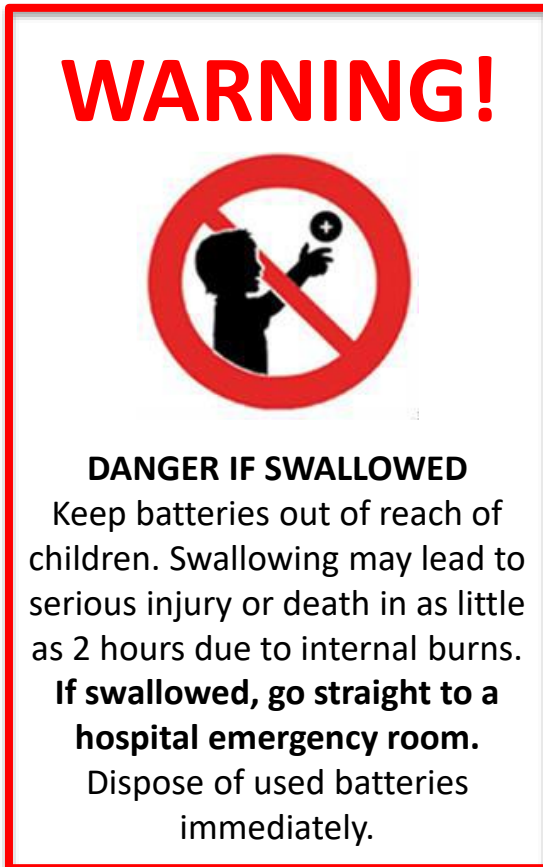 WARNING!
+
DANGER IF SWALLOWED
Keep batteries out of reach of
children. Swallowing may lead to
serious injury or death in as little
as 2 hours due to internal burns.
If swallowed, go straight to a
hospital emergency room.
Dispose of used batteries
immediately.